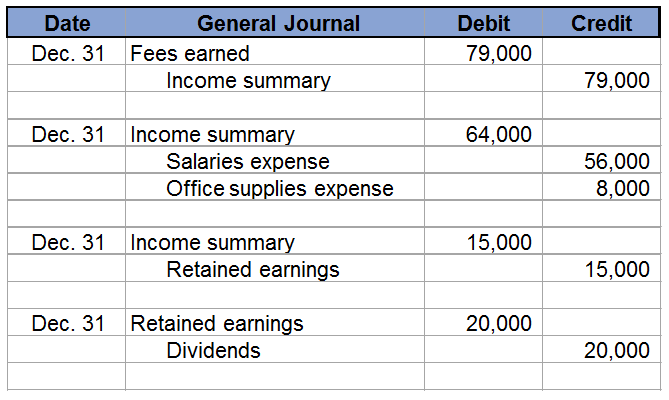 Date General Journal Debit Credit
Dec. 31 Fees earned 79,000
Income summary 79,000
Dec. 31 Income summary 64,000
Salaries expense 56,000
Office supplies expense 8,000
Dec. 31 Income summary 15,000
Retained earnings 15,000
Dec. 31 Retained earnings 20,000
Dividends 20,000